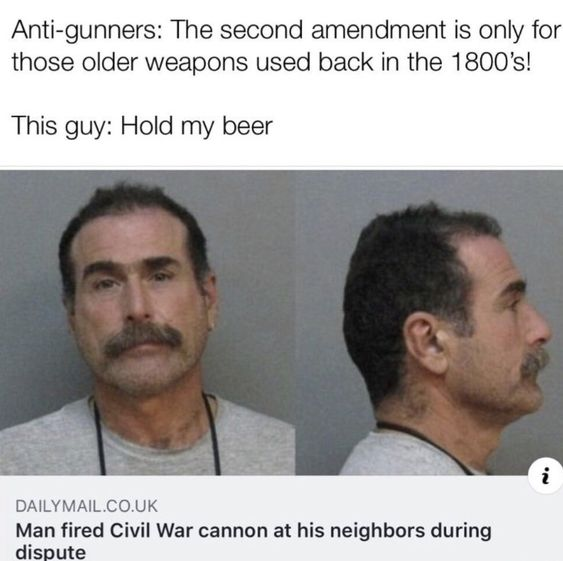 Anti-gunners: The second amendment is only for
those older weapons used back in the 1800's!
This guy: Hold my beer
i
DAILYMAIL.CO.UK
Man fired Civil War cannon at his neighbors during
dispute